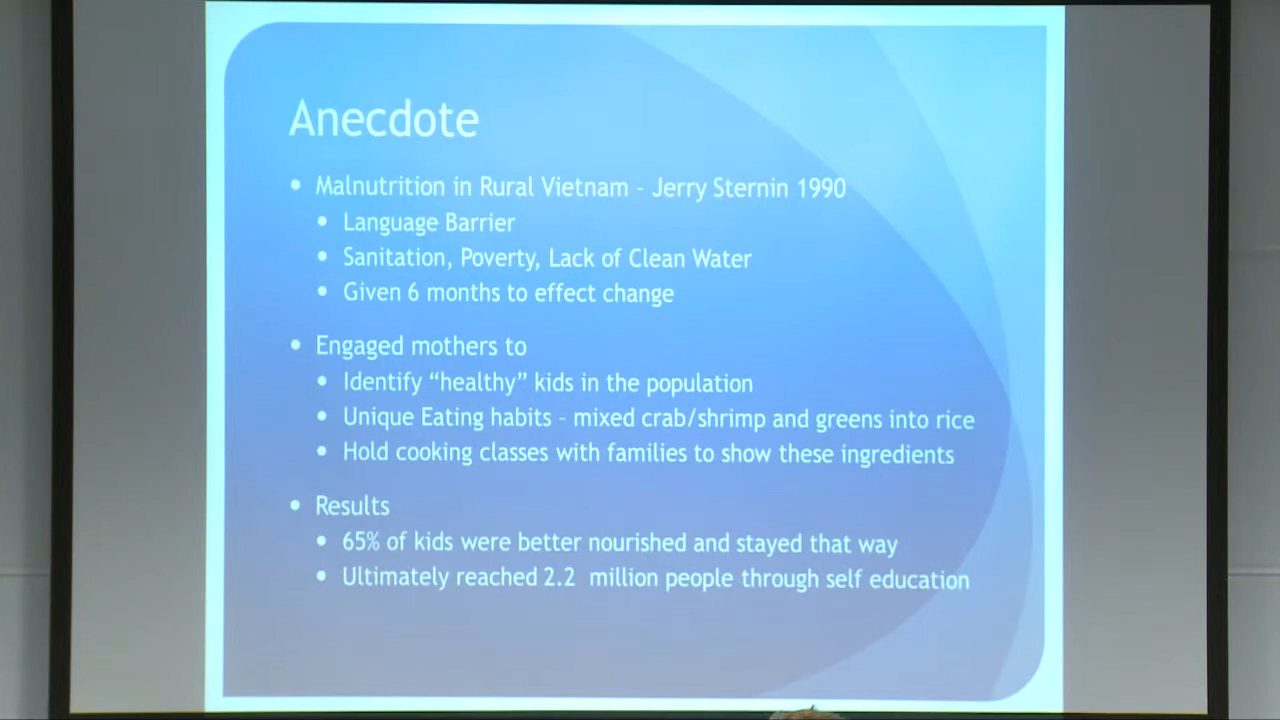 Anecdote
• Malnutrition in Rural Vietnam – Jerry Sternin 1990
• Language Barrier
• Sanitation, Poverty, Lack of Clean Water
• Given 6 months to effect change
• Engaged mothers to
• Identify “healthy” kids in the population
• Unique Eating habits – mixed crab/shrimp and greens into rice
• Hold cooking classes with families to show these ingredients
• Results
• 65% of kids were better nourished and stayed that way
• Ultimately reached 2.2 million people through self education